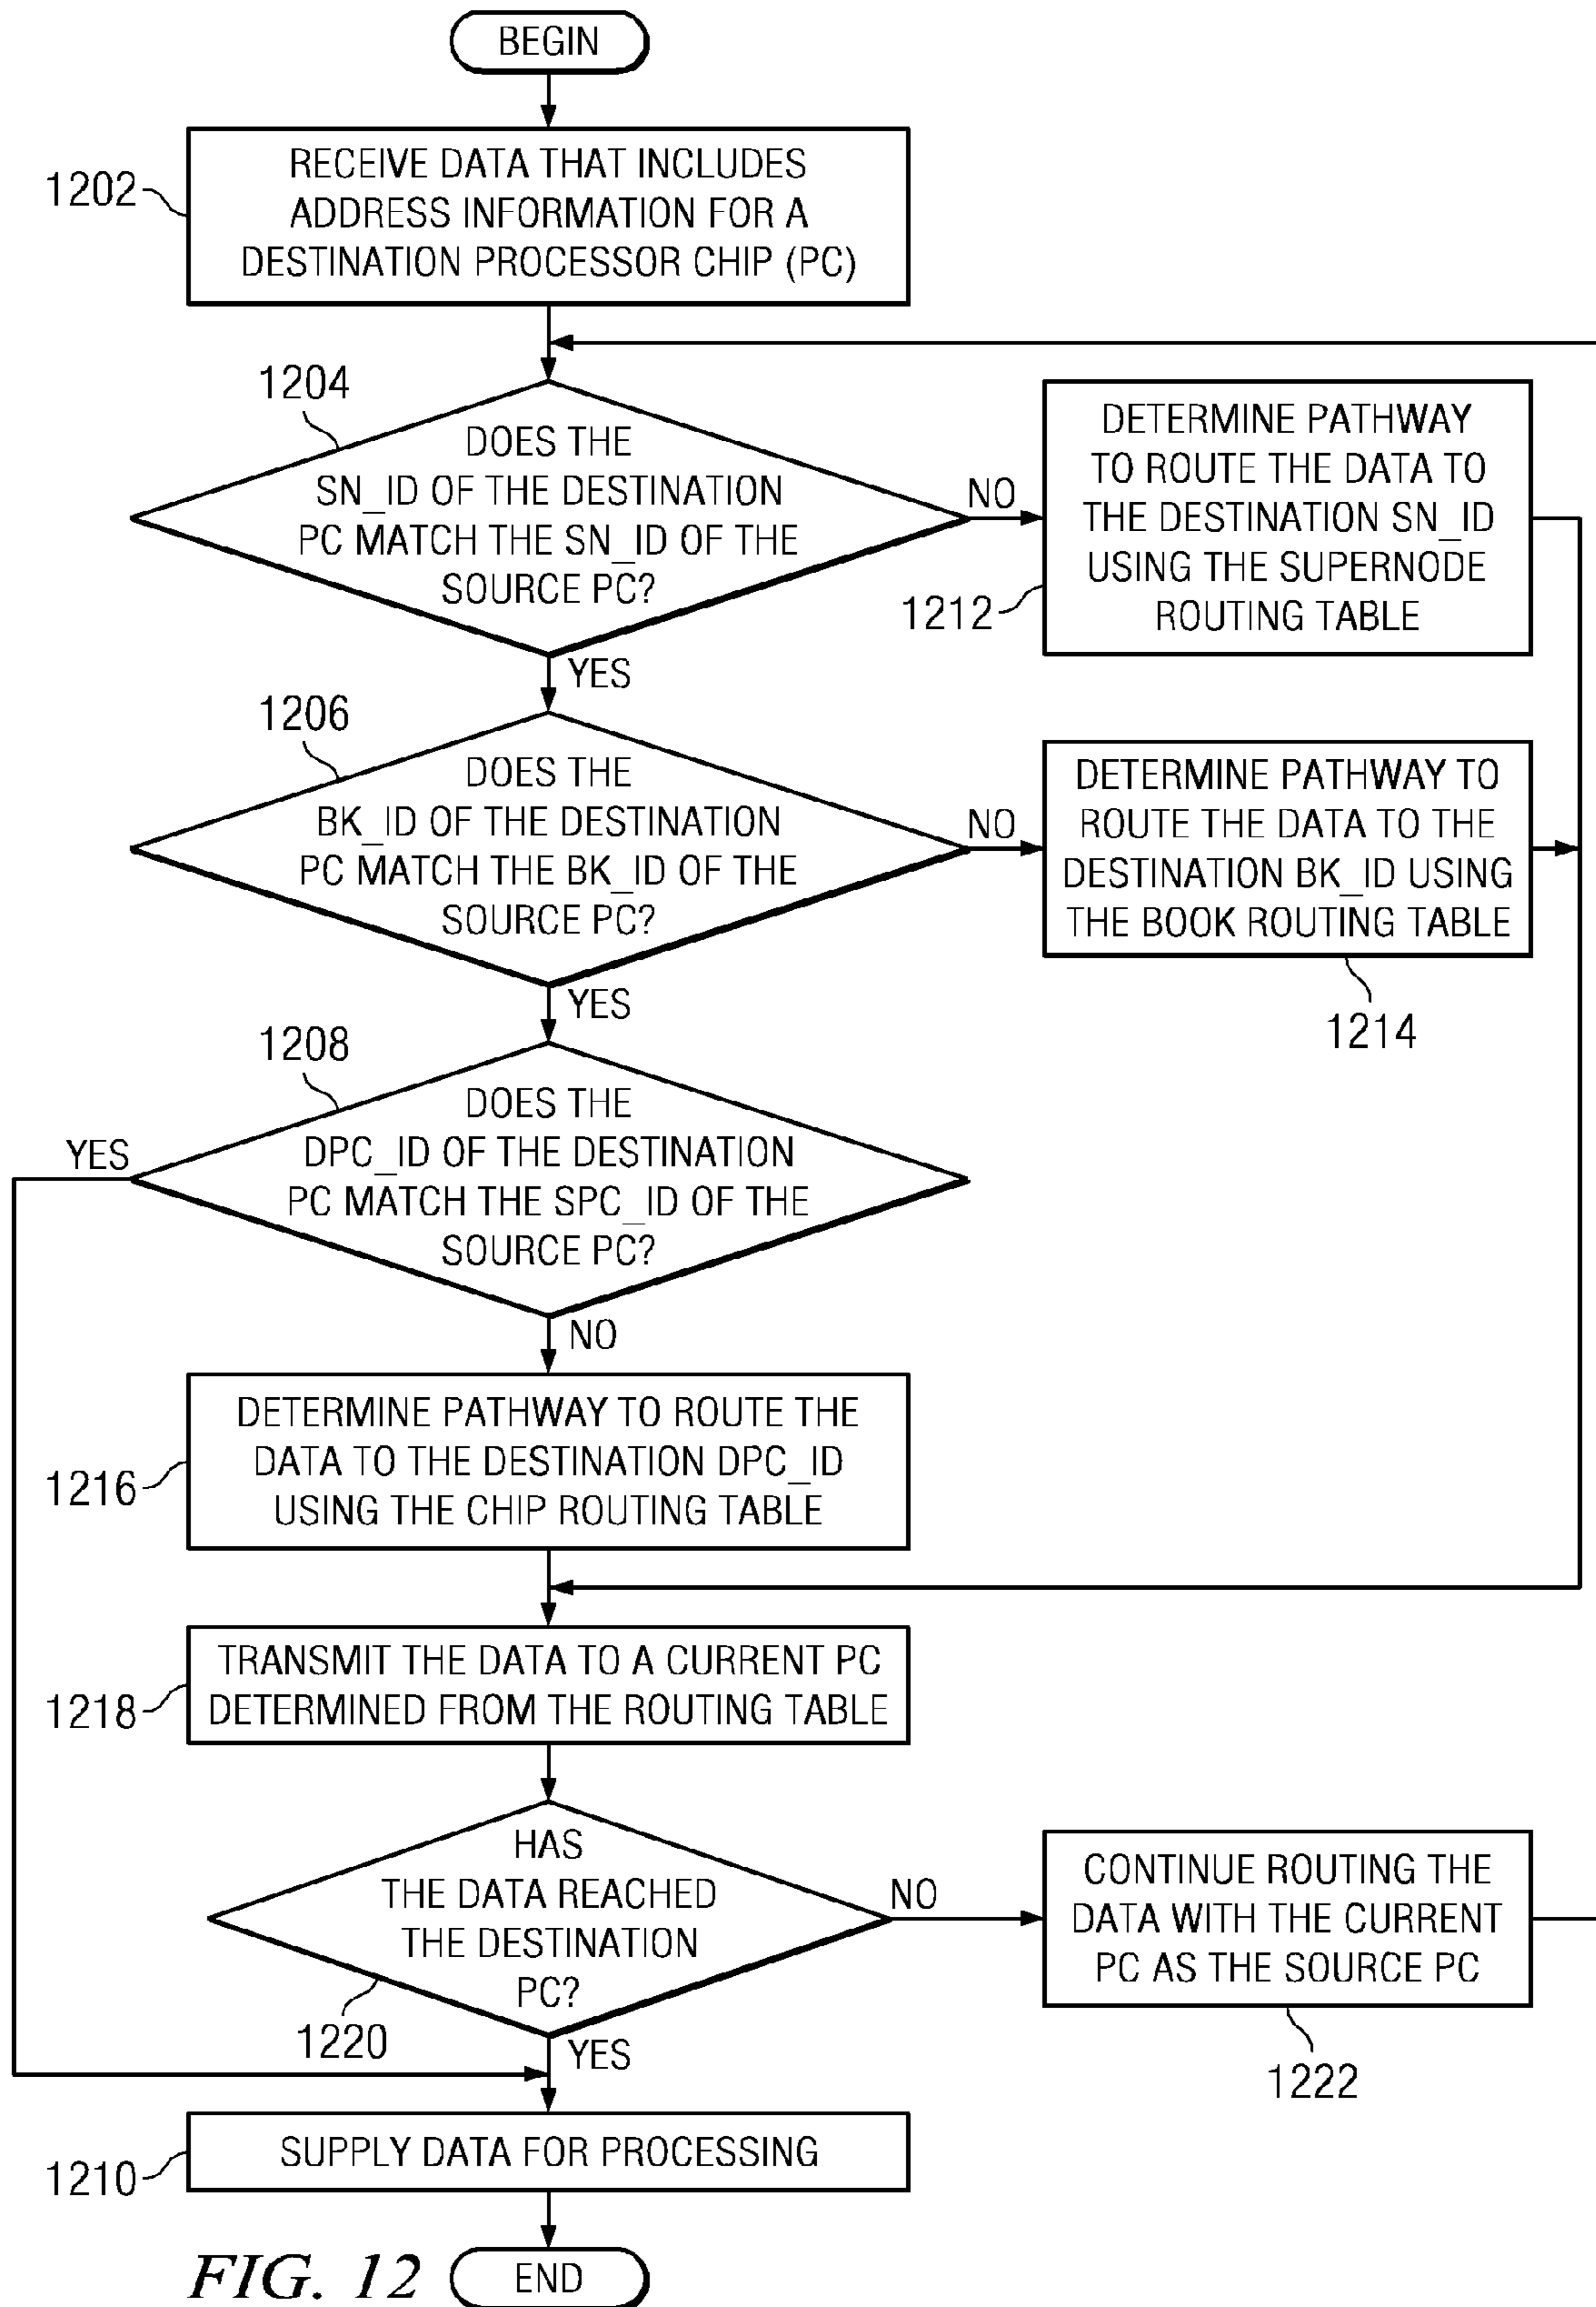 BEGIN
1202
RECEIVE DATA THAT INCLUDES
ADDRESS INFORMATION FOR A
DESTINATION PROCESSOR CHIP (PC)
1204
DOES THE
SN_ID OF THE DESTINATION
PC MATCH THE SN_ID OF THE
SOURCE PC?
NO
DETERMINE PATHWAY
TO ROUTE THE DATA TO
THE DESTINATION SN_ID
USING THE SUPERNODE
ROUTING TABLE
1212
YES
1206
DOES THE
BK_ID OF THE DESTINATION
PC MATCH THE BK_ID OF THE
SOURCE PC?
NO
DETERMINE PATHWAY TO
ROUTE THE DATA TO THE
DESTINATION BK_ID USING
THE BOOK ROUTING TABLE
1214
YES
1208
DOES THE
DPC_ID OF THE DESTINATION
PC MATCH THE SPC_ID OF THE
SOURCE PC?
YES
NO
1216
DETERMINE PATHWAY TO ROUTE THE
DATA TO THE DESTINATION DPC_ID
USING THE CHIP ROUTING TABLE
1218
TRANSMIT THE DATA TO A CURRENT PC
DETERMINED FROM THE ROUTING TABLE
HAS
THE DATA REACHED
THE DESTINATION
PC?
1220
NO
CONTINUE ROUTING THE
DATA WITH THE CURRENT
PC AS THE SOURCE PC
1222
YES
1210
SUPPLY DATA FOR PROCESSING
END
FIG. 12